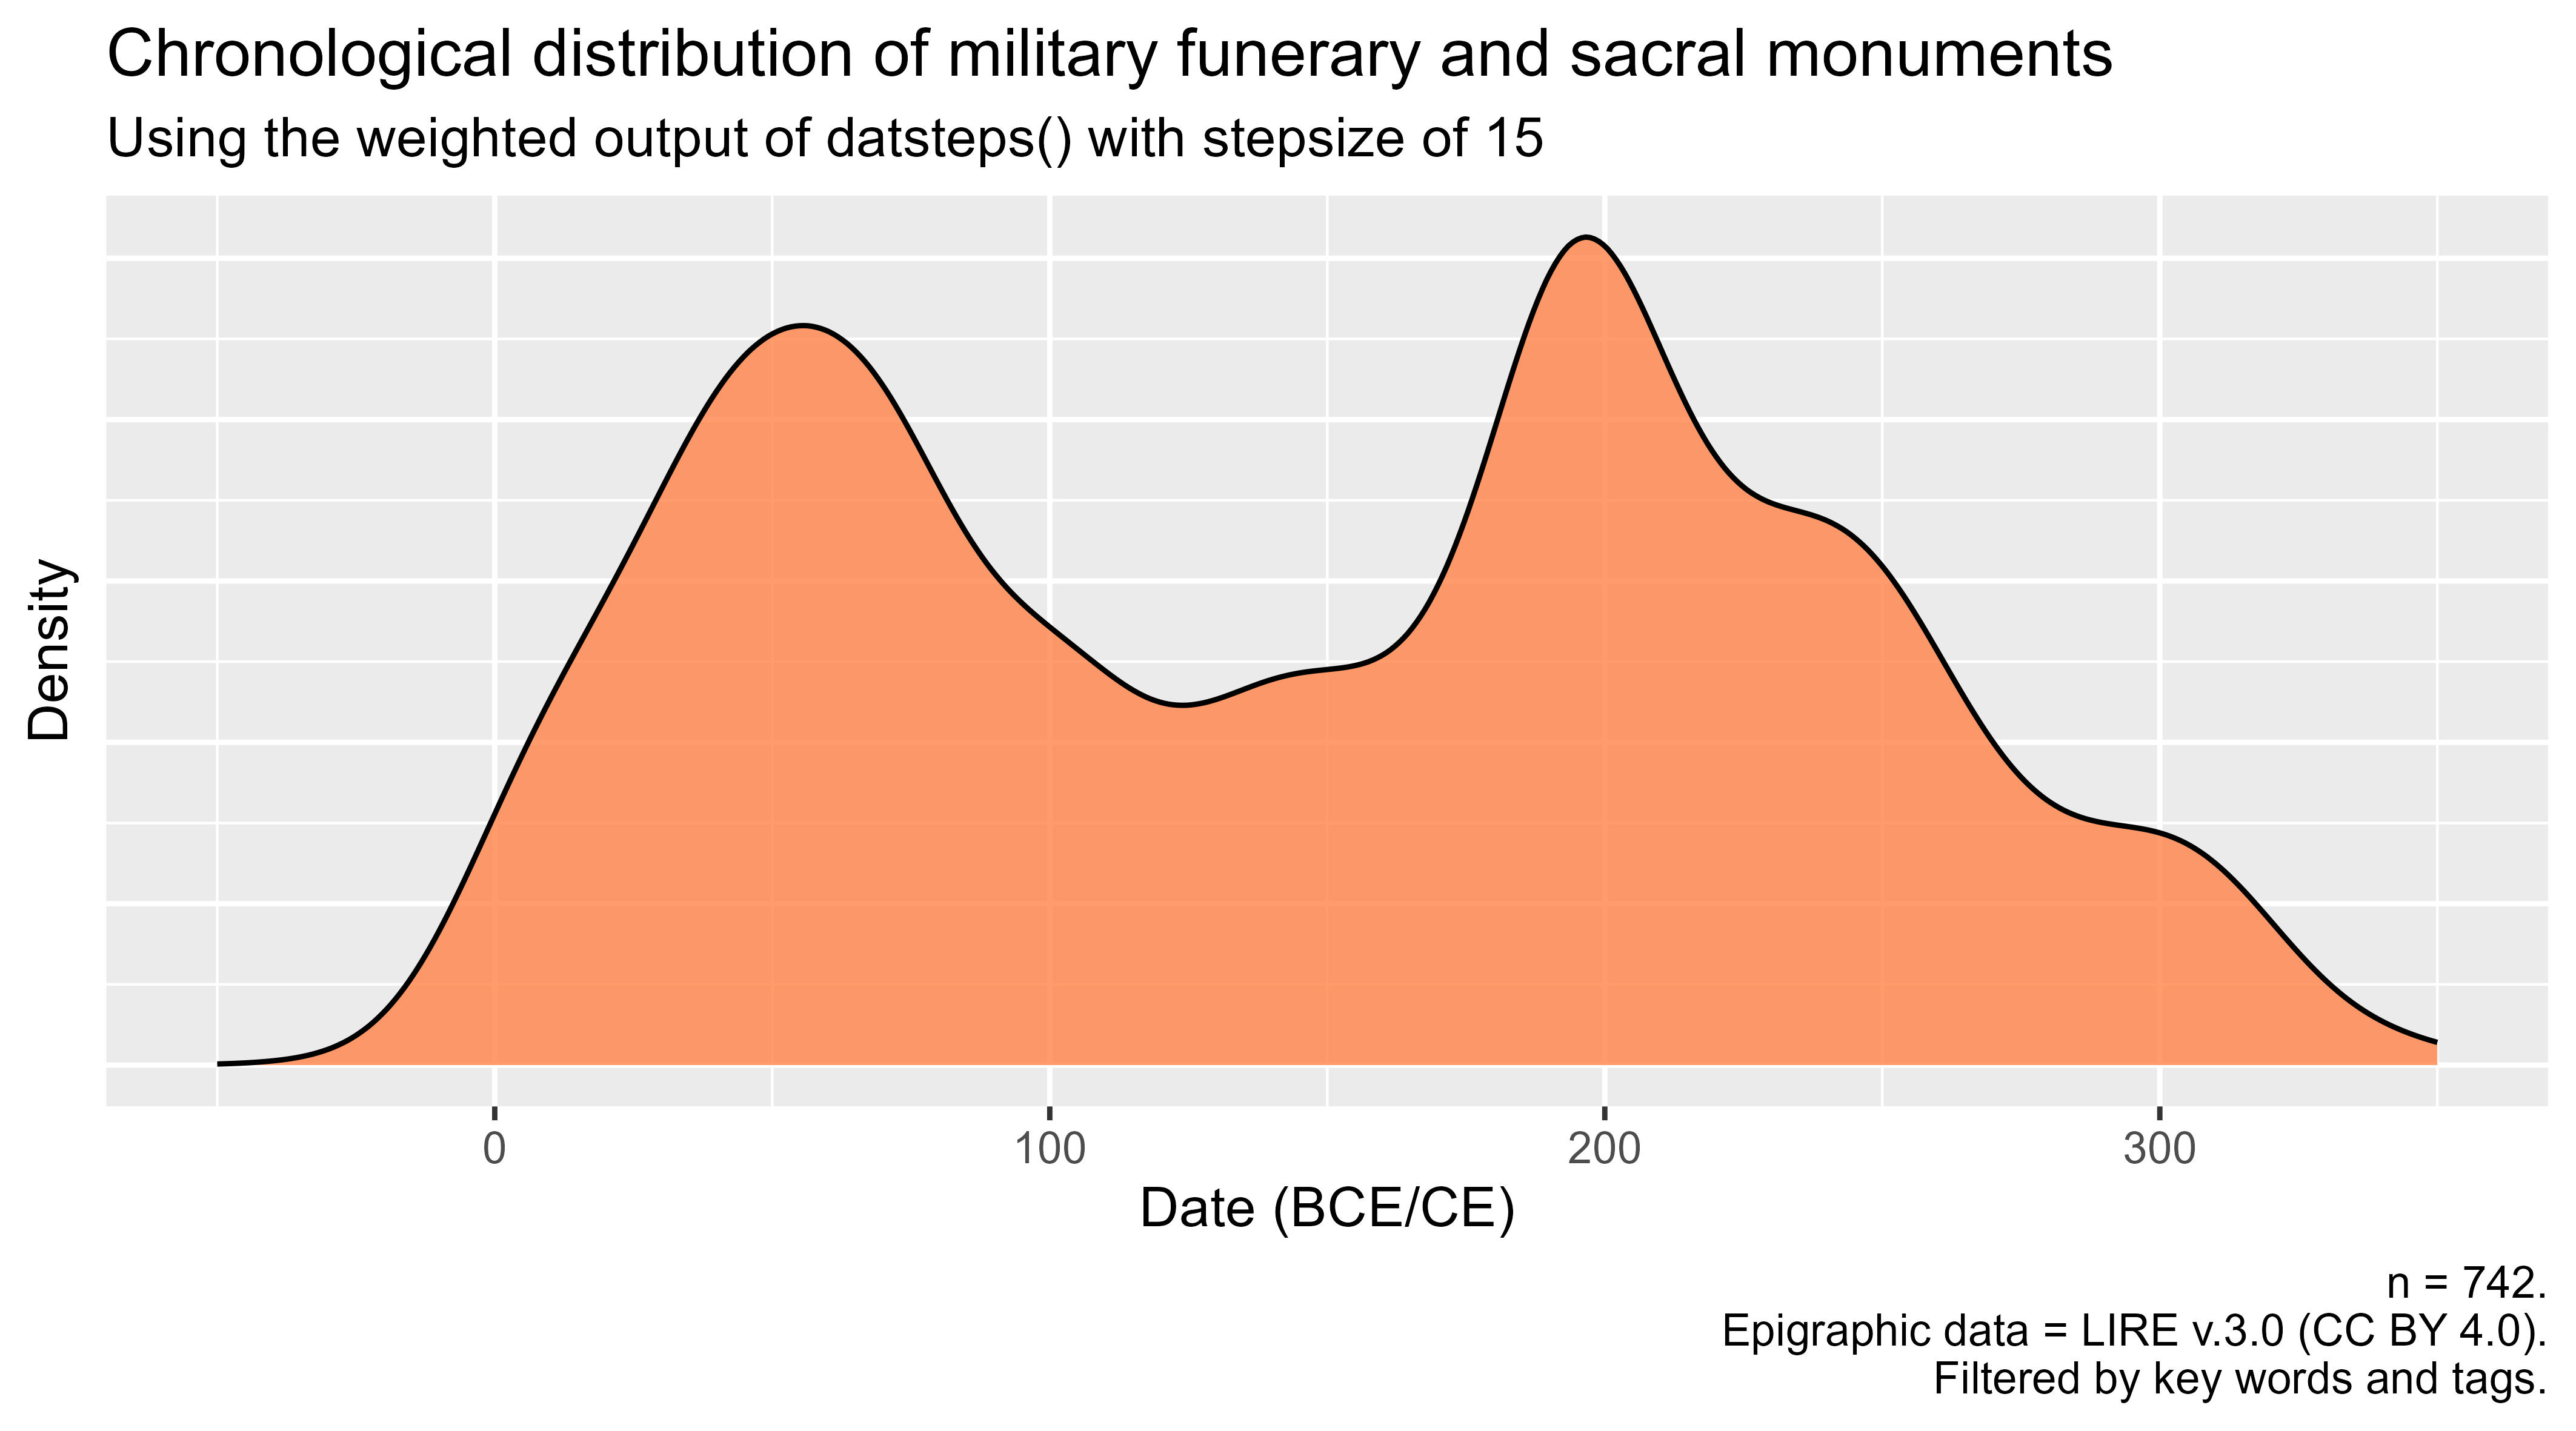 Chronological distribution of military funerary and sacral monuments
Using the weighted output of datsteps() with stepsize of 15
Density
0
100
200
300
Date (BCE/CE)
n = 742.
Epigraphic data = LIRE v.3.0 (CC BY 4.0).
Filtered by key words and tags.